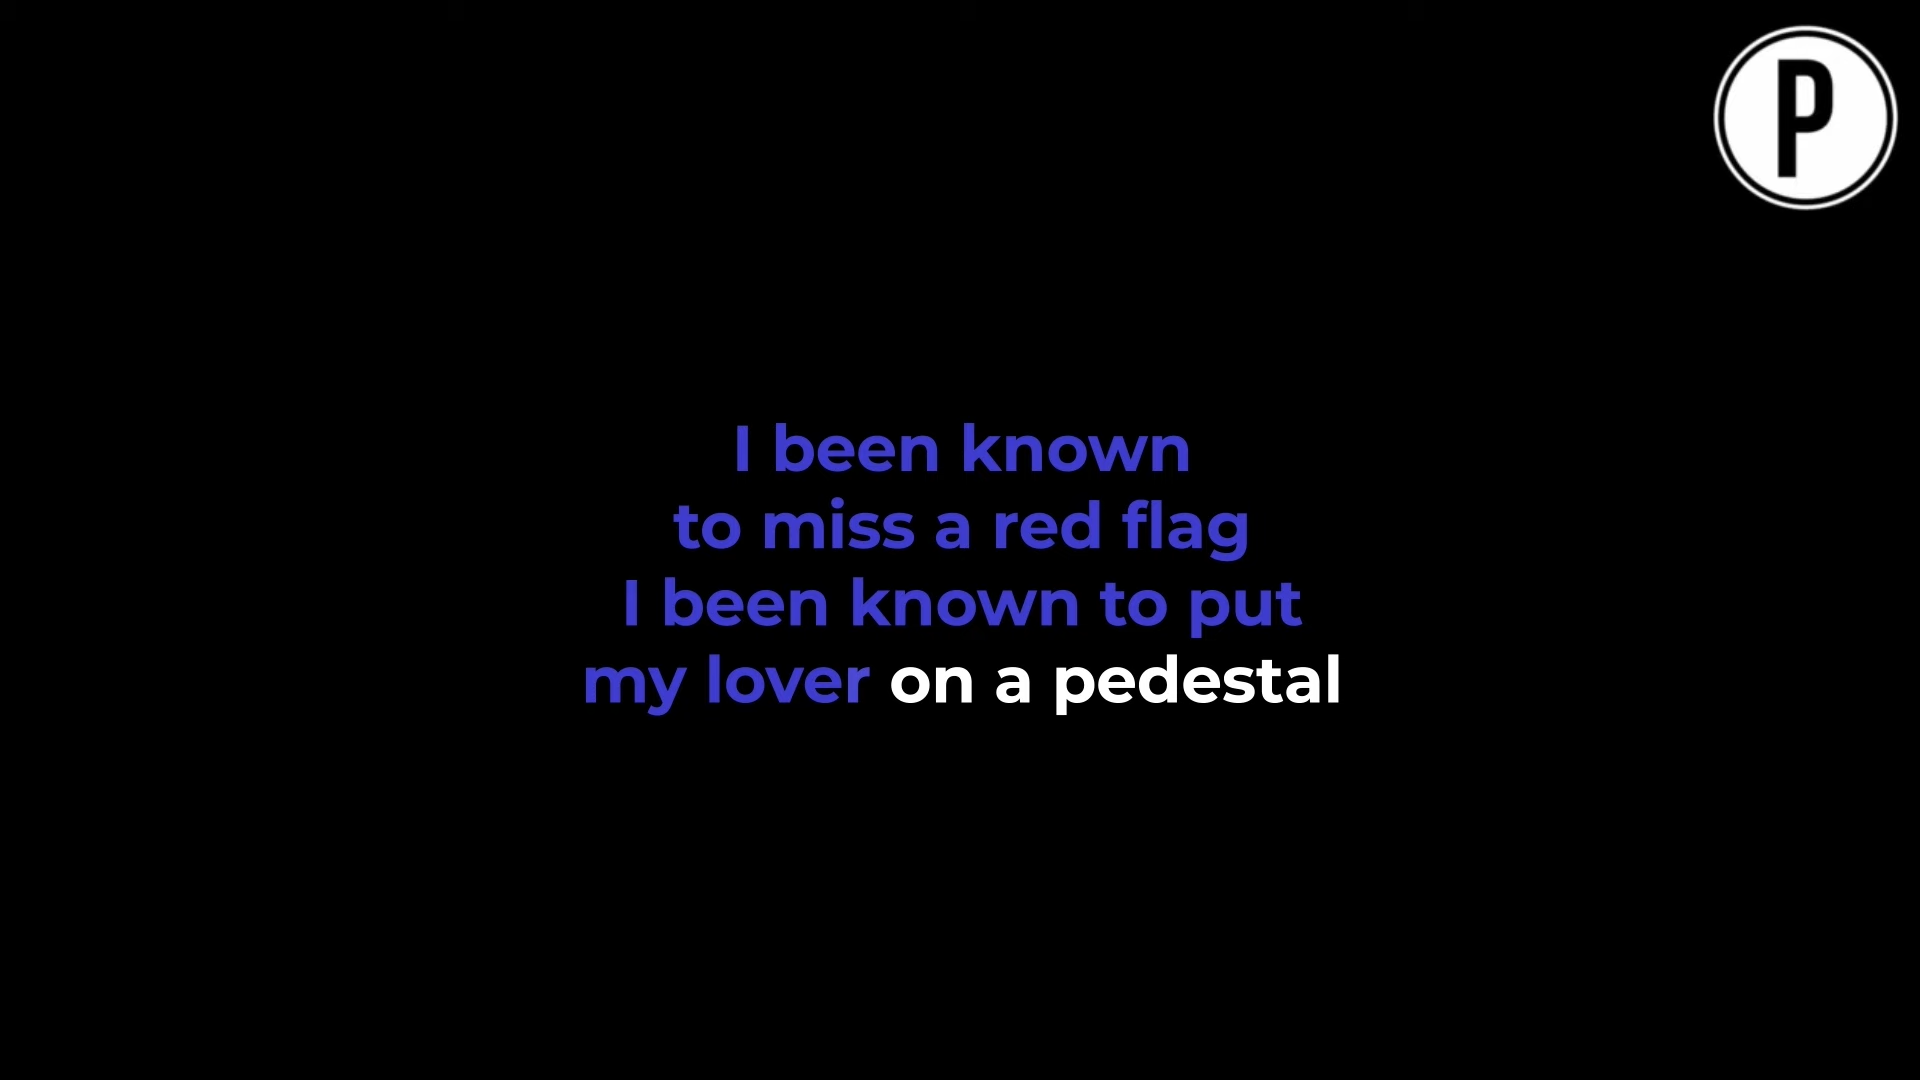 P
I been known
to miss a red flag
I been known to put
my lover on a pedestal